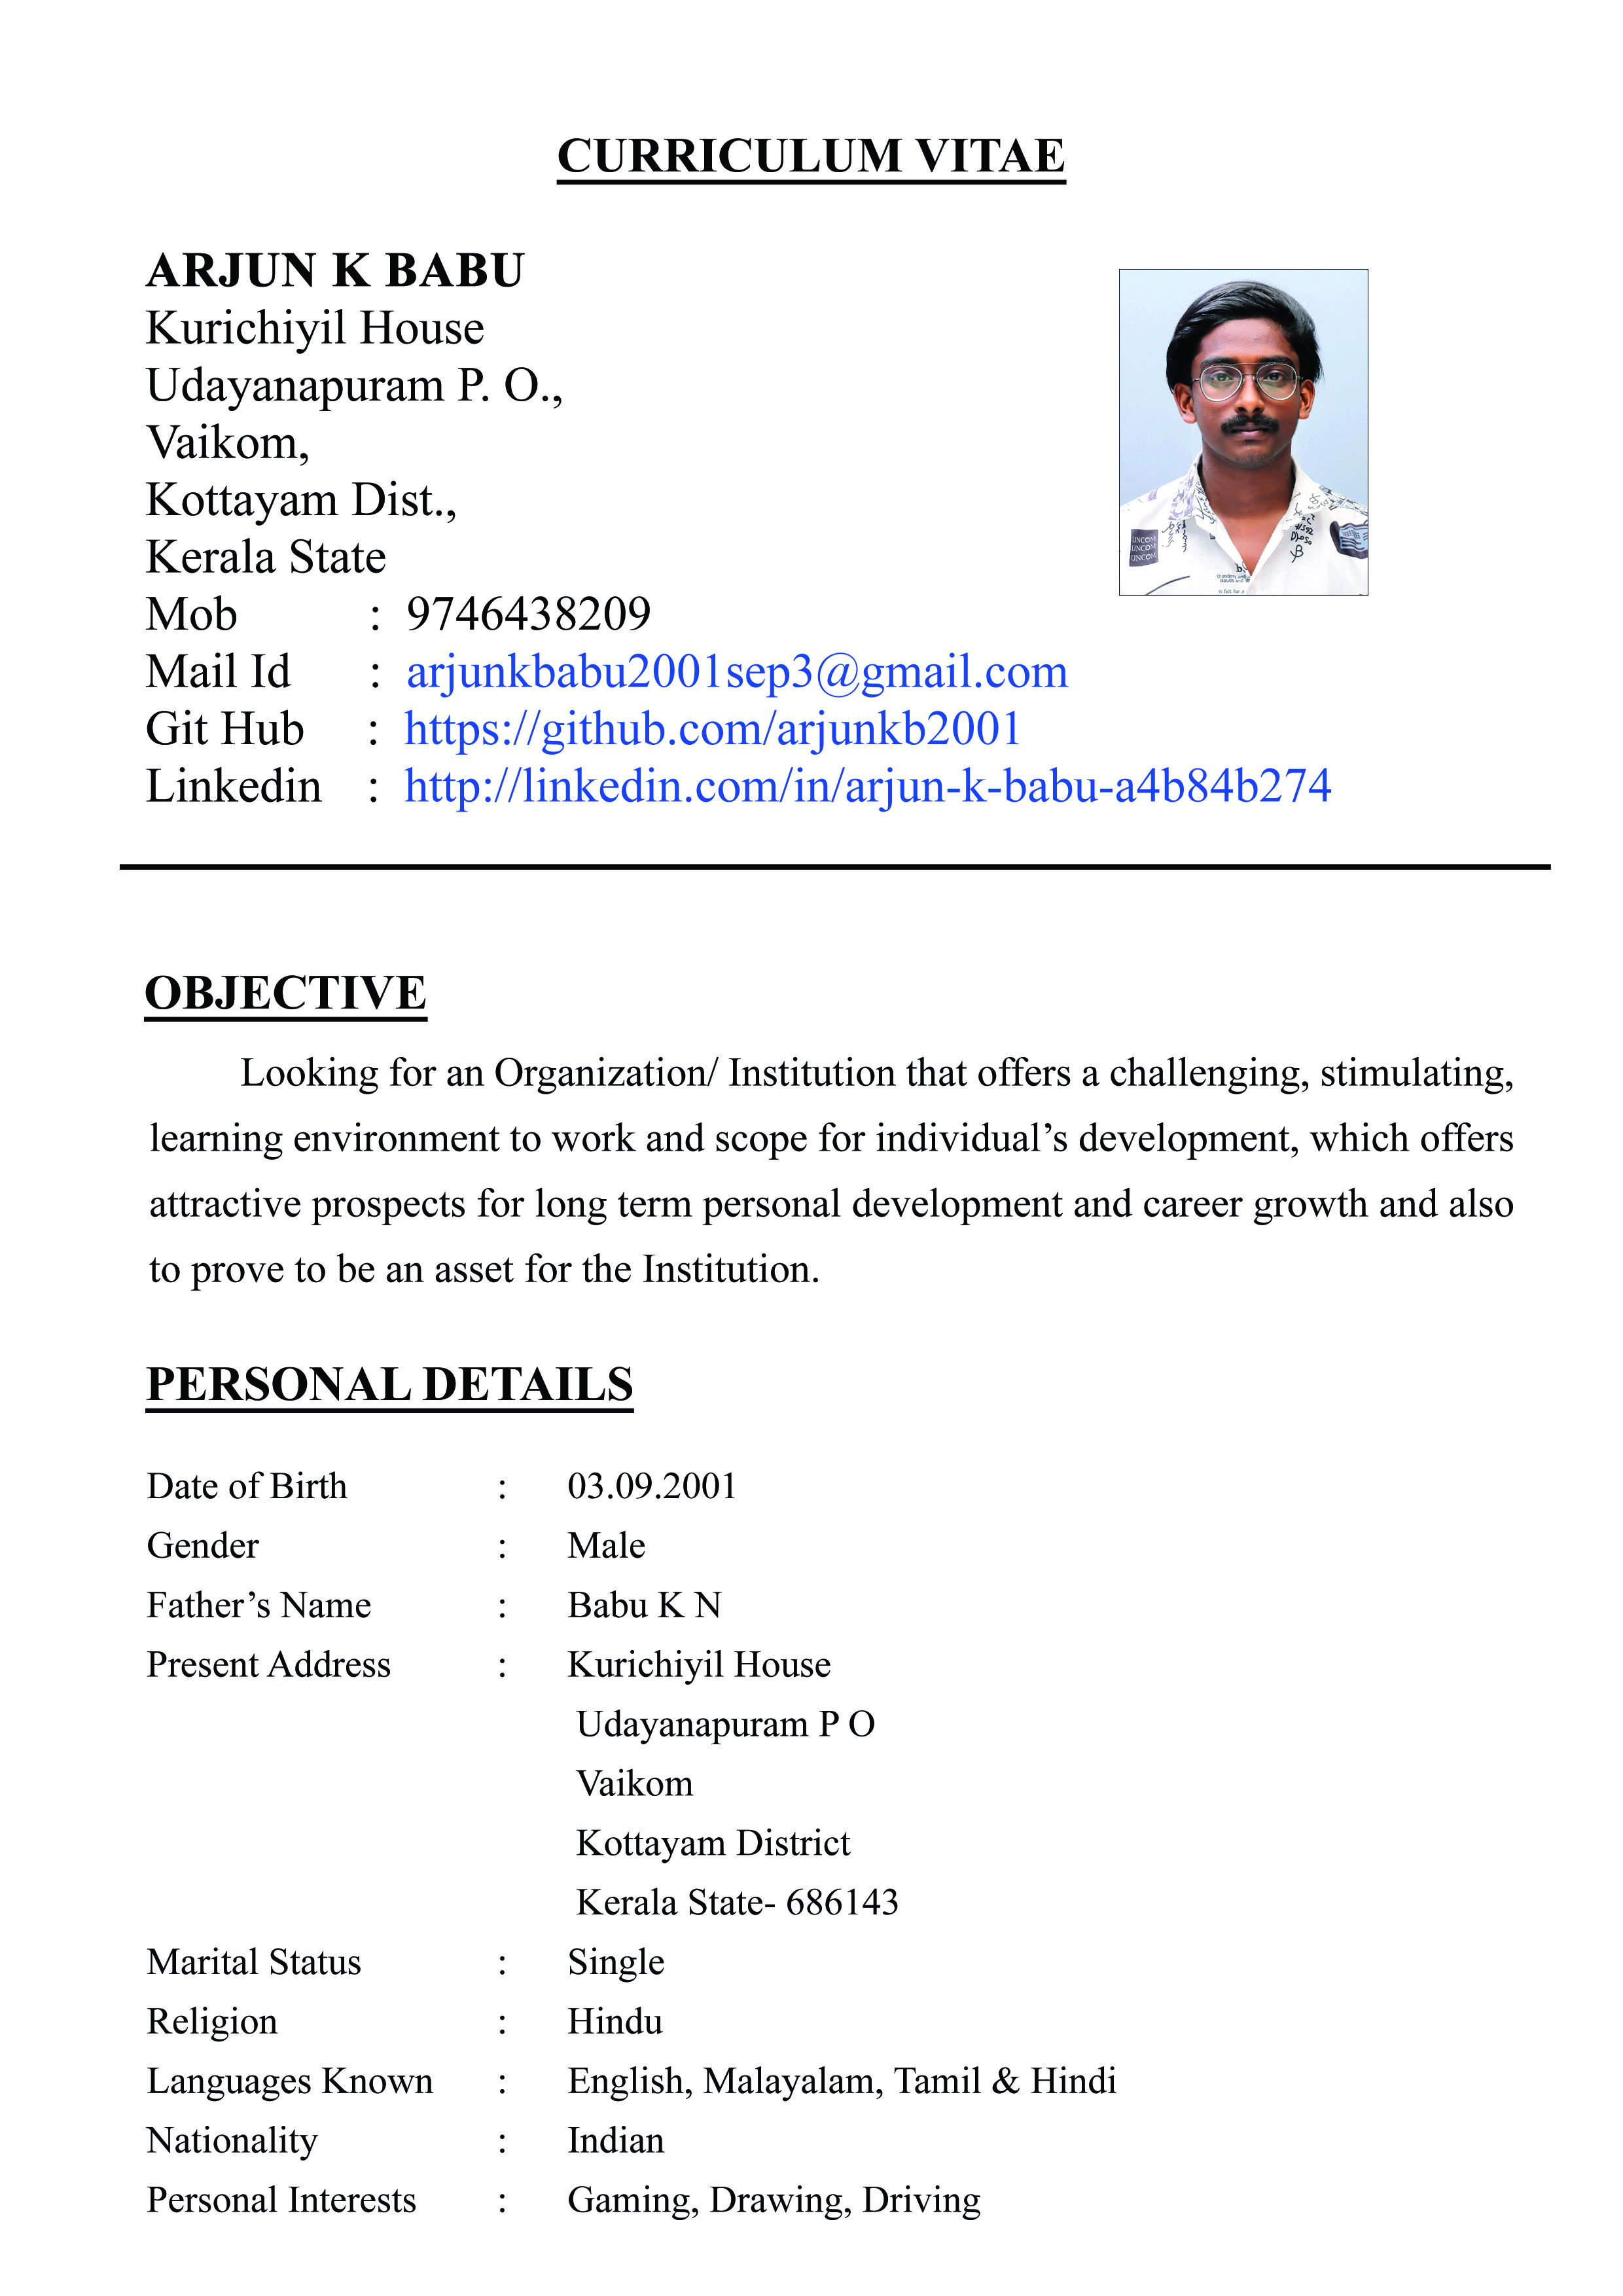 CURRICULUM VITAE
ARJUN K BABU
Kurichiyil House
Udayanapuram P. O.,
Vaikom,
Kottayam Dist.,
Kerala State
Mob : 9746438209
Mail Id : arjunkbabu2001sep3@gmail.com
Git Hub : https://github.com/arjunkb2001
Linkedin : http://linkedin.com/in/arjun-k-babu-a4b84b274
UNCOM
UNCOM
UNCOM
OBJECTIVE
Looking for an Organization/ Institution that offers a challenging, stimulating,
learning environment to work and scope for individual’s development, which offers
attractive prospects for long term personal development and career growth and also
to prove to be an asset for the Institution.
PERSONAL DETAILS
Date of Birth : 03.09.2001
Gender : Male
Father’s Name : Babu K N
Present Address : Kurichiyil House
Udayanapuram P O
Vaikom
Kottayam District
Kerala State- 686143
Marital Status : Single
Religion : Hindu
Languages Known : English, Malayalam, Tamil & Hindi
Nationality : Indian
Personal Interests : Gaming, Drawing, Driving